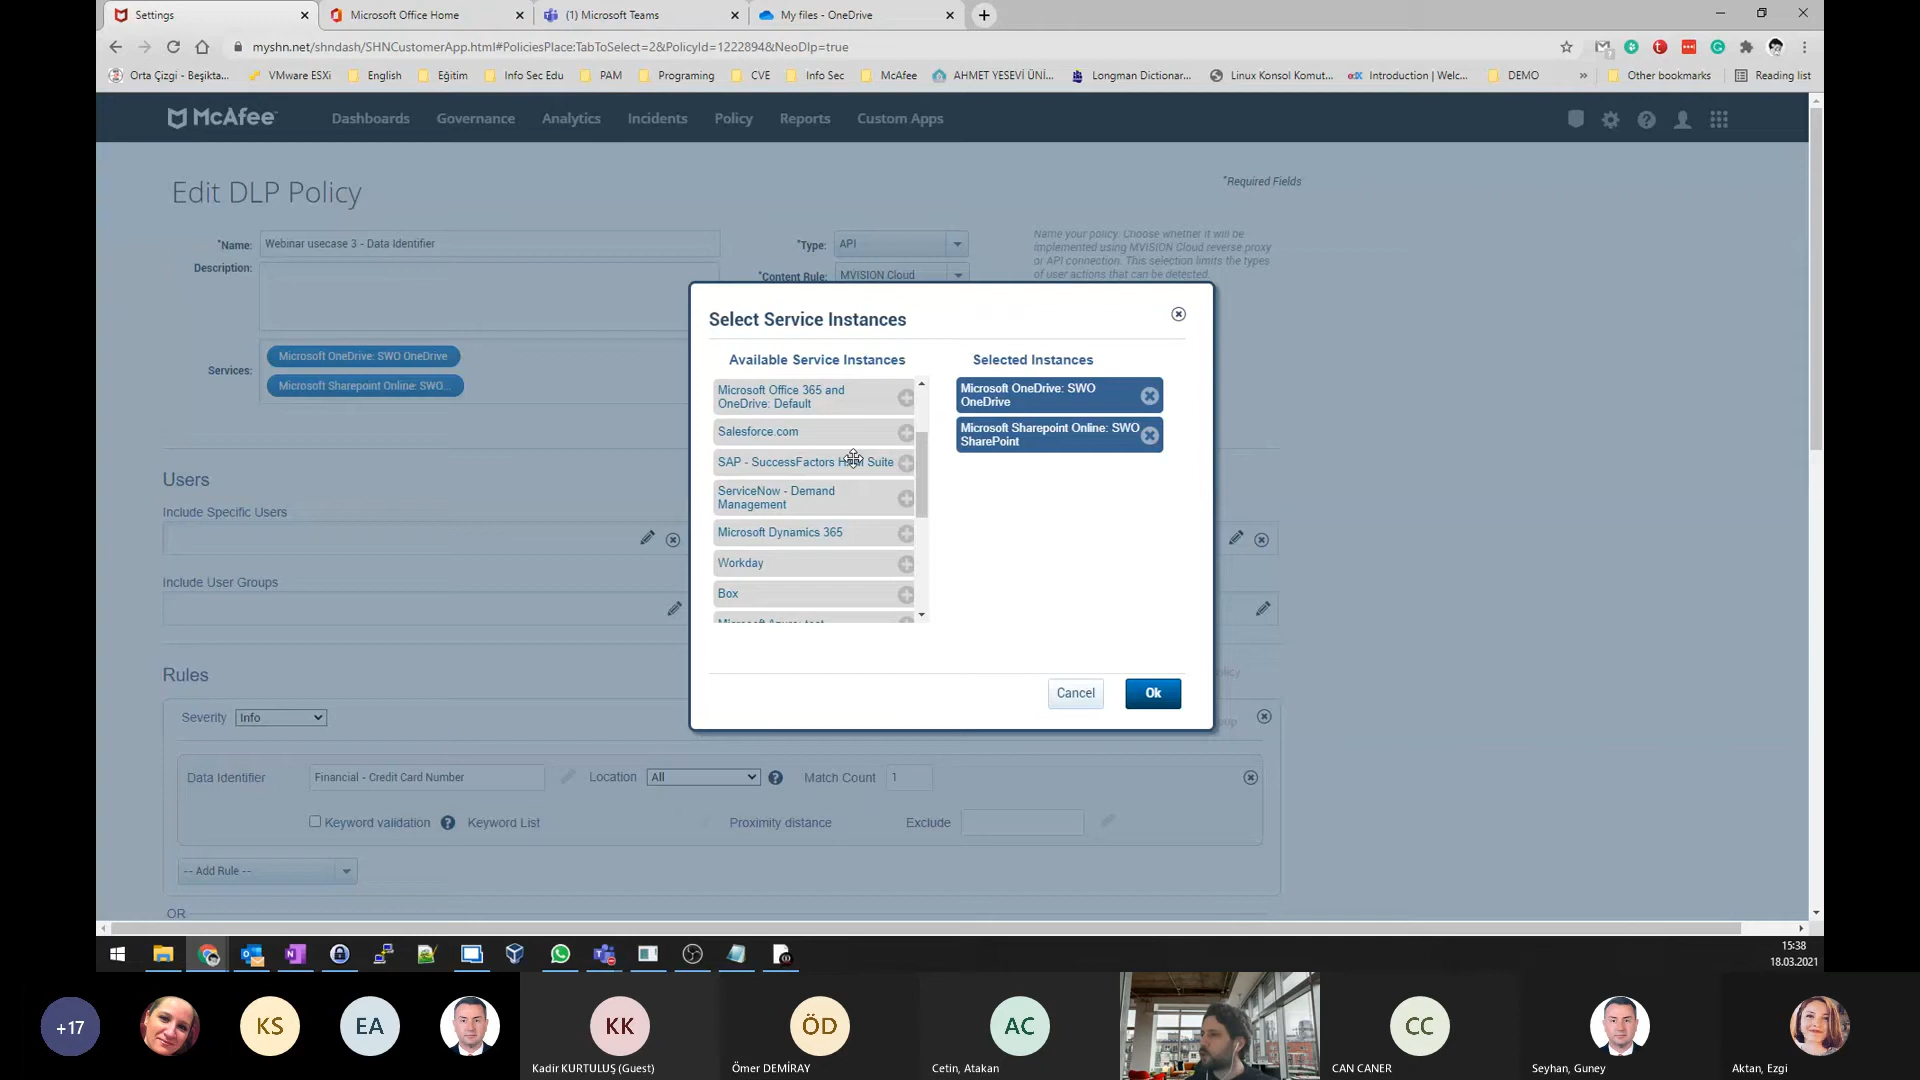 Settings
Microsoft Office Home
(1) Microsoft Teams
My files - OneDrive
myshn.net/shndash/SHNCustomerApp.html#PoliciesPlace:TabToSelect=2&PolicyId=1222894&NeoDlp=true
Orta Çizgi - Beşikta...
VMware ESXi
English
Eğitim
Info Sec Edu
PAM
Programing
CVE
Info Sec
McAfee
AHMET YESEVİ ÜNİ...
Longman Dictionar...
Linux Konsol Komut...
Introduction | Welc...
DEMO
»
Other bookmarks
Reading list
McAfee
Dashboards
Governance
Analytics
Incidents
Policy
Reports
Custom Apps
Edit DLP Policy
*Required Fields
*Name:
Webinar usecase 3 - Data Identifier
*Type:
API
Name your policy. Choose whether it will be
implemented using MVISION Cloud reverse proxy
or API connection. This selection limits the types
of user actions that can be detected.
Description:
*Content Rule:
MVISION Cloud
Services:
Microsoft OneDrive: SWO OneDrive
Microsoft Sharepoint Online: SWO...
Select Service Instances
Available Service Instances
Selected Instances
Microsoft Office 365 and
OneDrive: Default
Salesforce.com
SAP - SuccessFactors HCM Suite
ServiceNow - Demand
Management
Microsoft Dynamics 365
Workday
Box
Microsoft Azure: test
Microsoft OneDrive: SWO
OneDrive
Microsoft Sharepoint Online: SWO
SharePoint
Cancel
Ok
Users
Include Specific Users
Include User Groups
Rules
Severity
Info
Data Identifier
Financial - Credit Card Number
Location
All
Match Count
1
Keyword validation
Keyword List
Proximity distance
Exclude
-- Add Rule --
OR
15:38
18.03.2021
+17
KS
EA
KK
Kadir KURTULUŞ (Guest)
ÖD
Ömer DEMİRAY
AC
Cetin, Atakan
CC
CAN CANER
Seyhan, Guney
Aktan, Ezgi